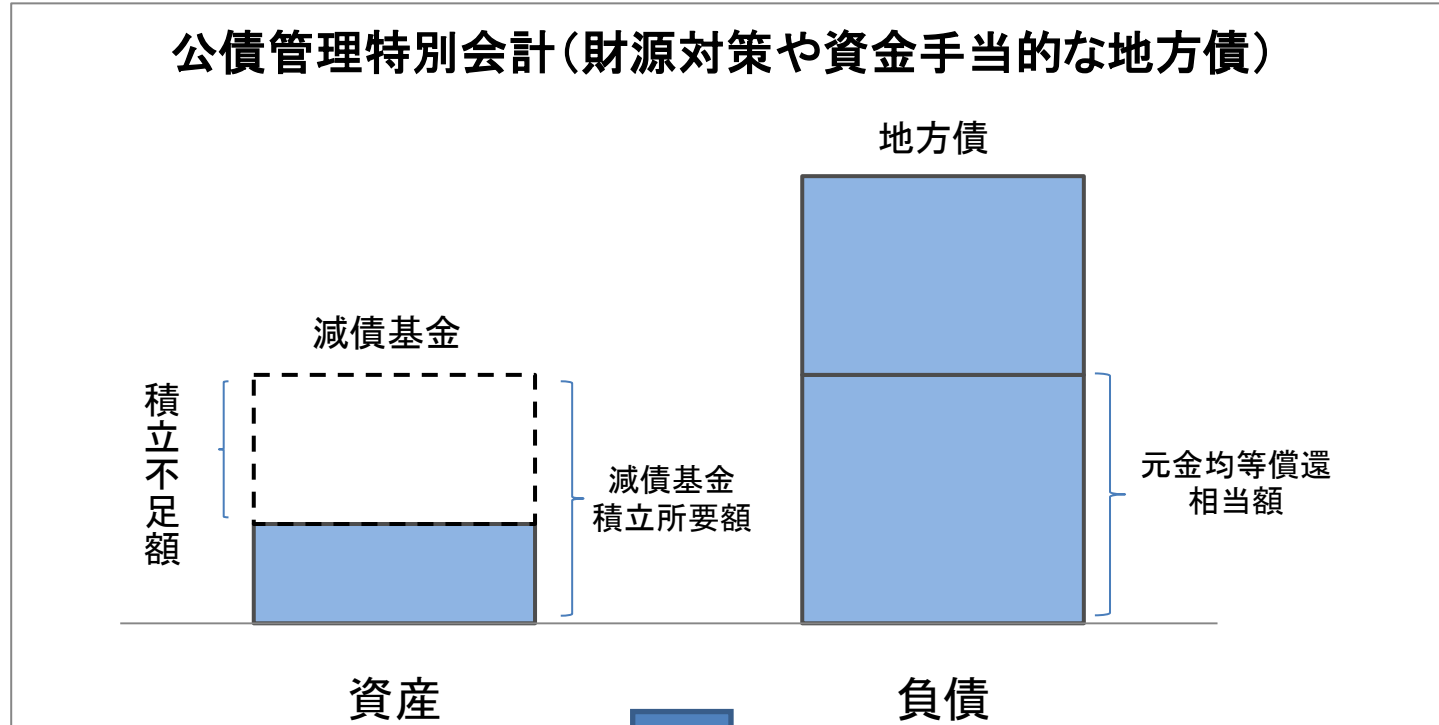 公債管理特別会計(財源対策や資金手当的な地方債)
地方債
減債基金
積立不足額
減債基金
積立所要額
元金均等償還
相当額
資産
負債